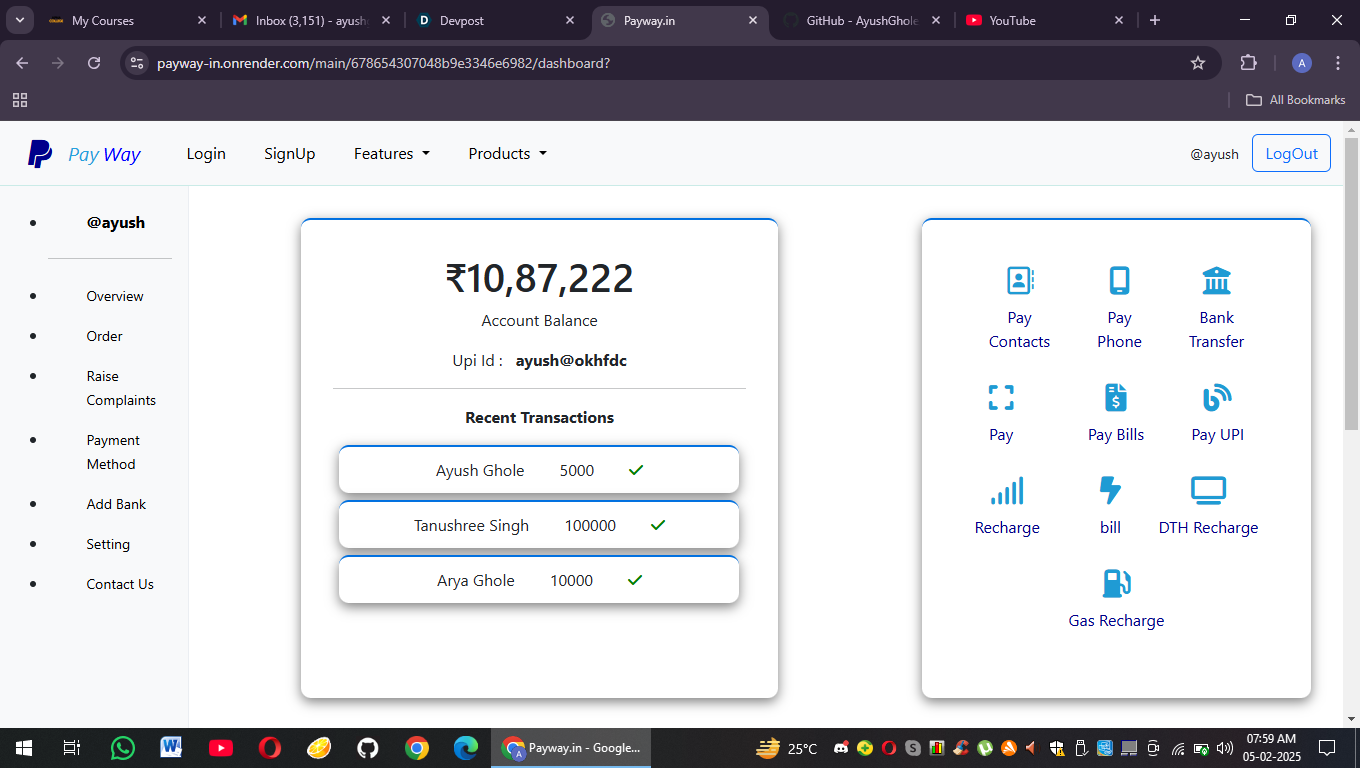 My Courses
Inbox (3,151) - ayush
Devpost
Payway.in
GitHub - AyushGhole
YouTube
payway-in.onrender.com/main/678654307048b9e3346e6982/dashboard?
A
All Bookmarks
Pay Way
Login
SignUp
Features
Products
@ayush
LogOut
@ayush
Overview
Order
Raise
Complaints
Payment
Method
Add Bank
Setting
Contact Us
₹10,87,222
Account Balance
Upi Id : ayush@okhfdc
Recent Transactions
Ayush Ghole 5000
Tanushree Singh 100000
Arya Ghole 10000
Pay
Contacts
Pay
Phone
Bank
Transfer
Pay
Pay Bills
Pay UPI
Recharge
bill
DTH Recharge
Gas Recharge
Payway.in - Google...
25°C
07:59 AM
05-02-2025